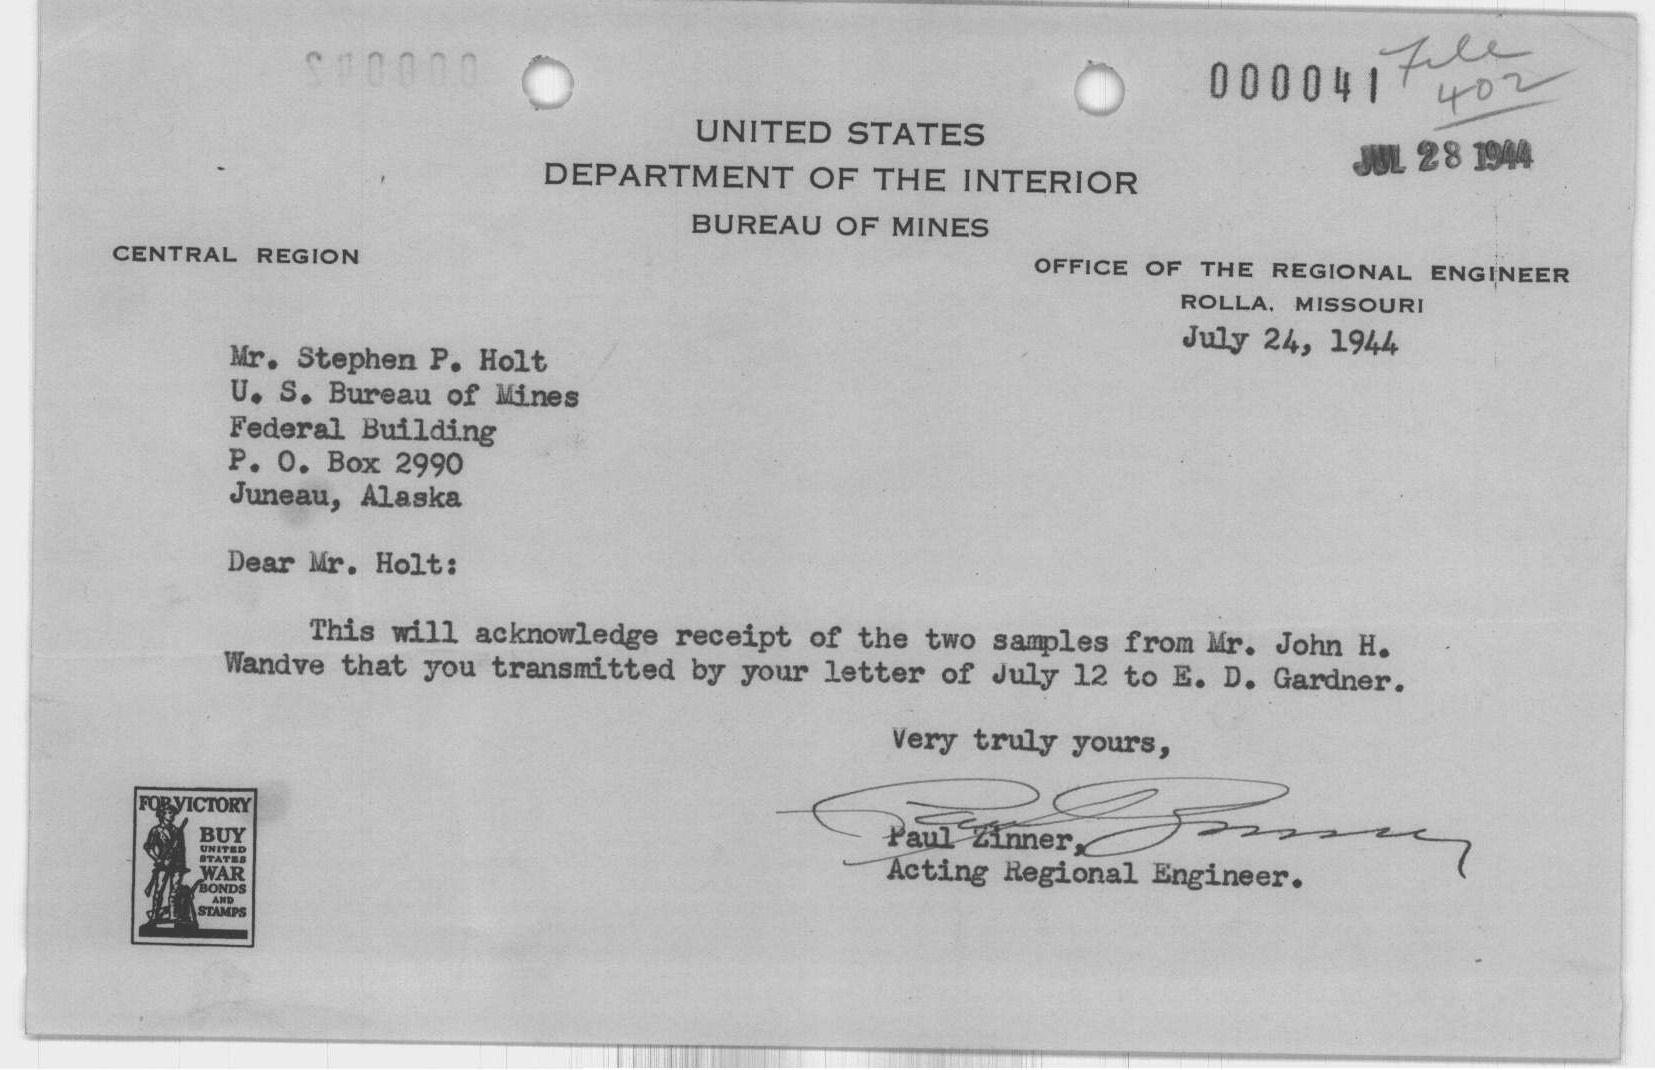 000041
File
402
JUL 28 1944
UNITED STATES
DEPARTMENT OF THE INTERIOR
BUREAU OF MINES
CENTRAL REGION
OFFICE OF THE REGIONAL ENGINEER
ROLLA, MISSOURI
July 24, 1944
Mr. Stephen P. Holt
U. S. Bureau of Mines
Federal Building
P. O. Box 2990
Juneau, Alaska
Dear Mr. Holt:
This will acknowledge receipt of the two samples from Mr. John H.
Wandve that you transmitted by your letter of July 12 to E. D. Gardner.
Very truly yours,
Paul Zinner
Paul Zinner,
Acting Regional Engineer.
FOR VICTORY
BUY
UNITED
STATES
WAR
BONDS
AND
STAMPS